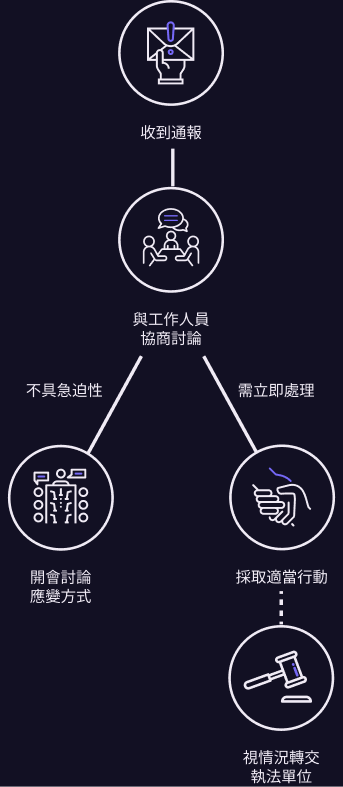 收到通報
與工作人員
協商討論
不具急迫性
需立即處理
開會討論
應變方式
採取適當行動
視情況轉交
執法單位